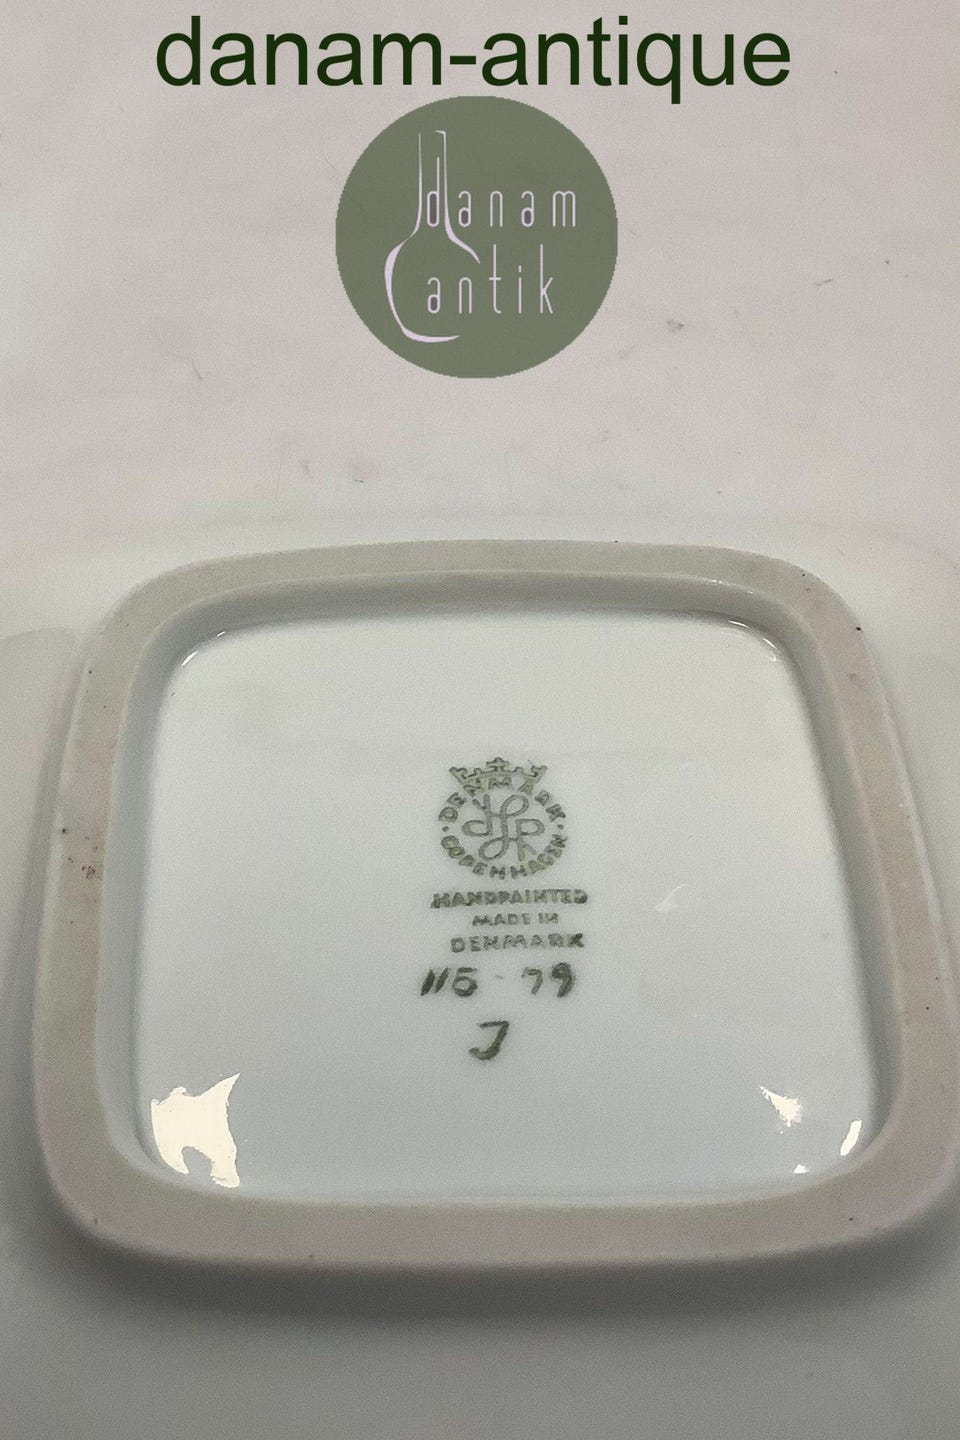 danam-antique
danam
antik
DENMARK
COPENHAGEN
HANDPAINTED
MADE IN
DENMARK
115 - 79
J